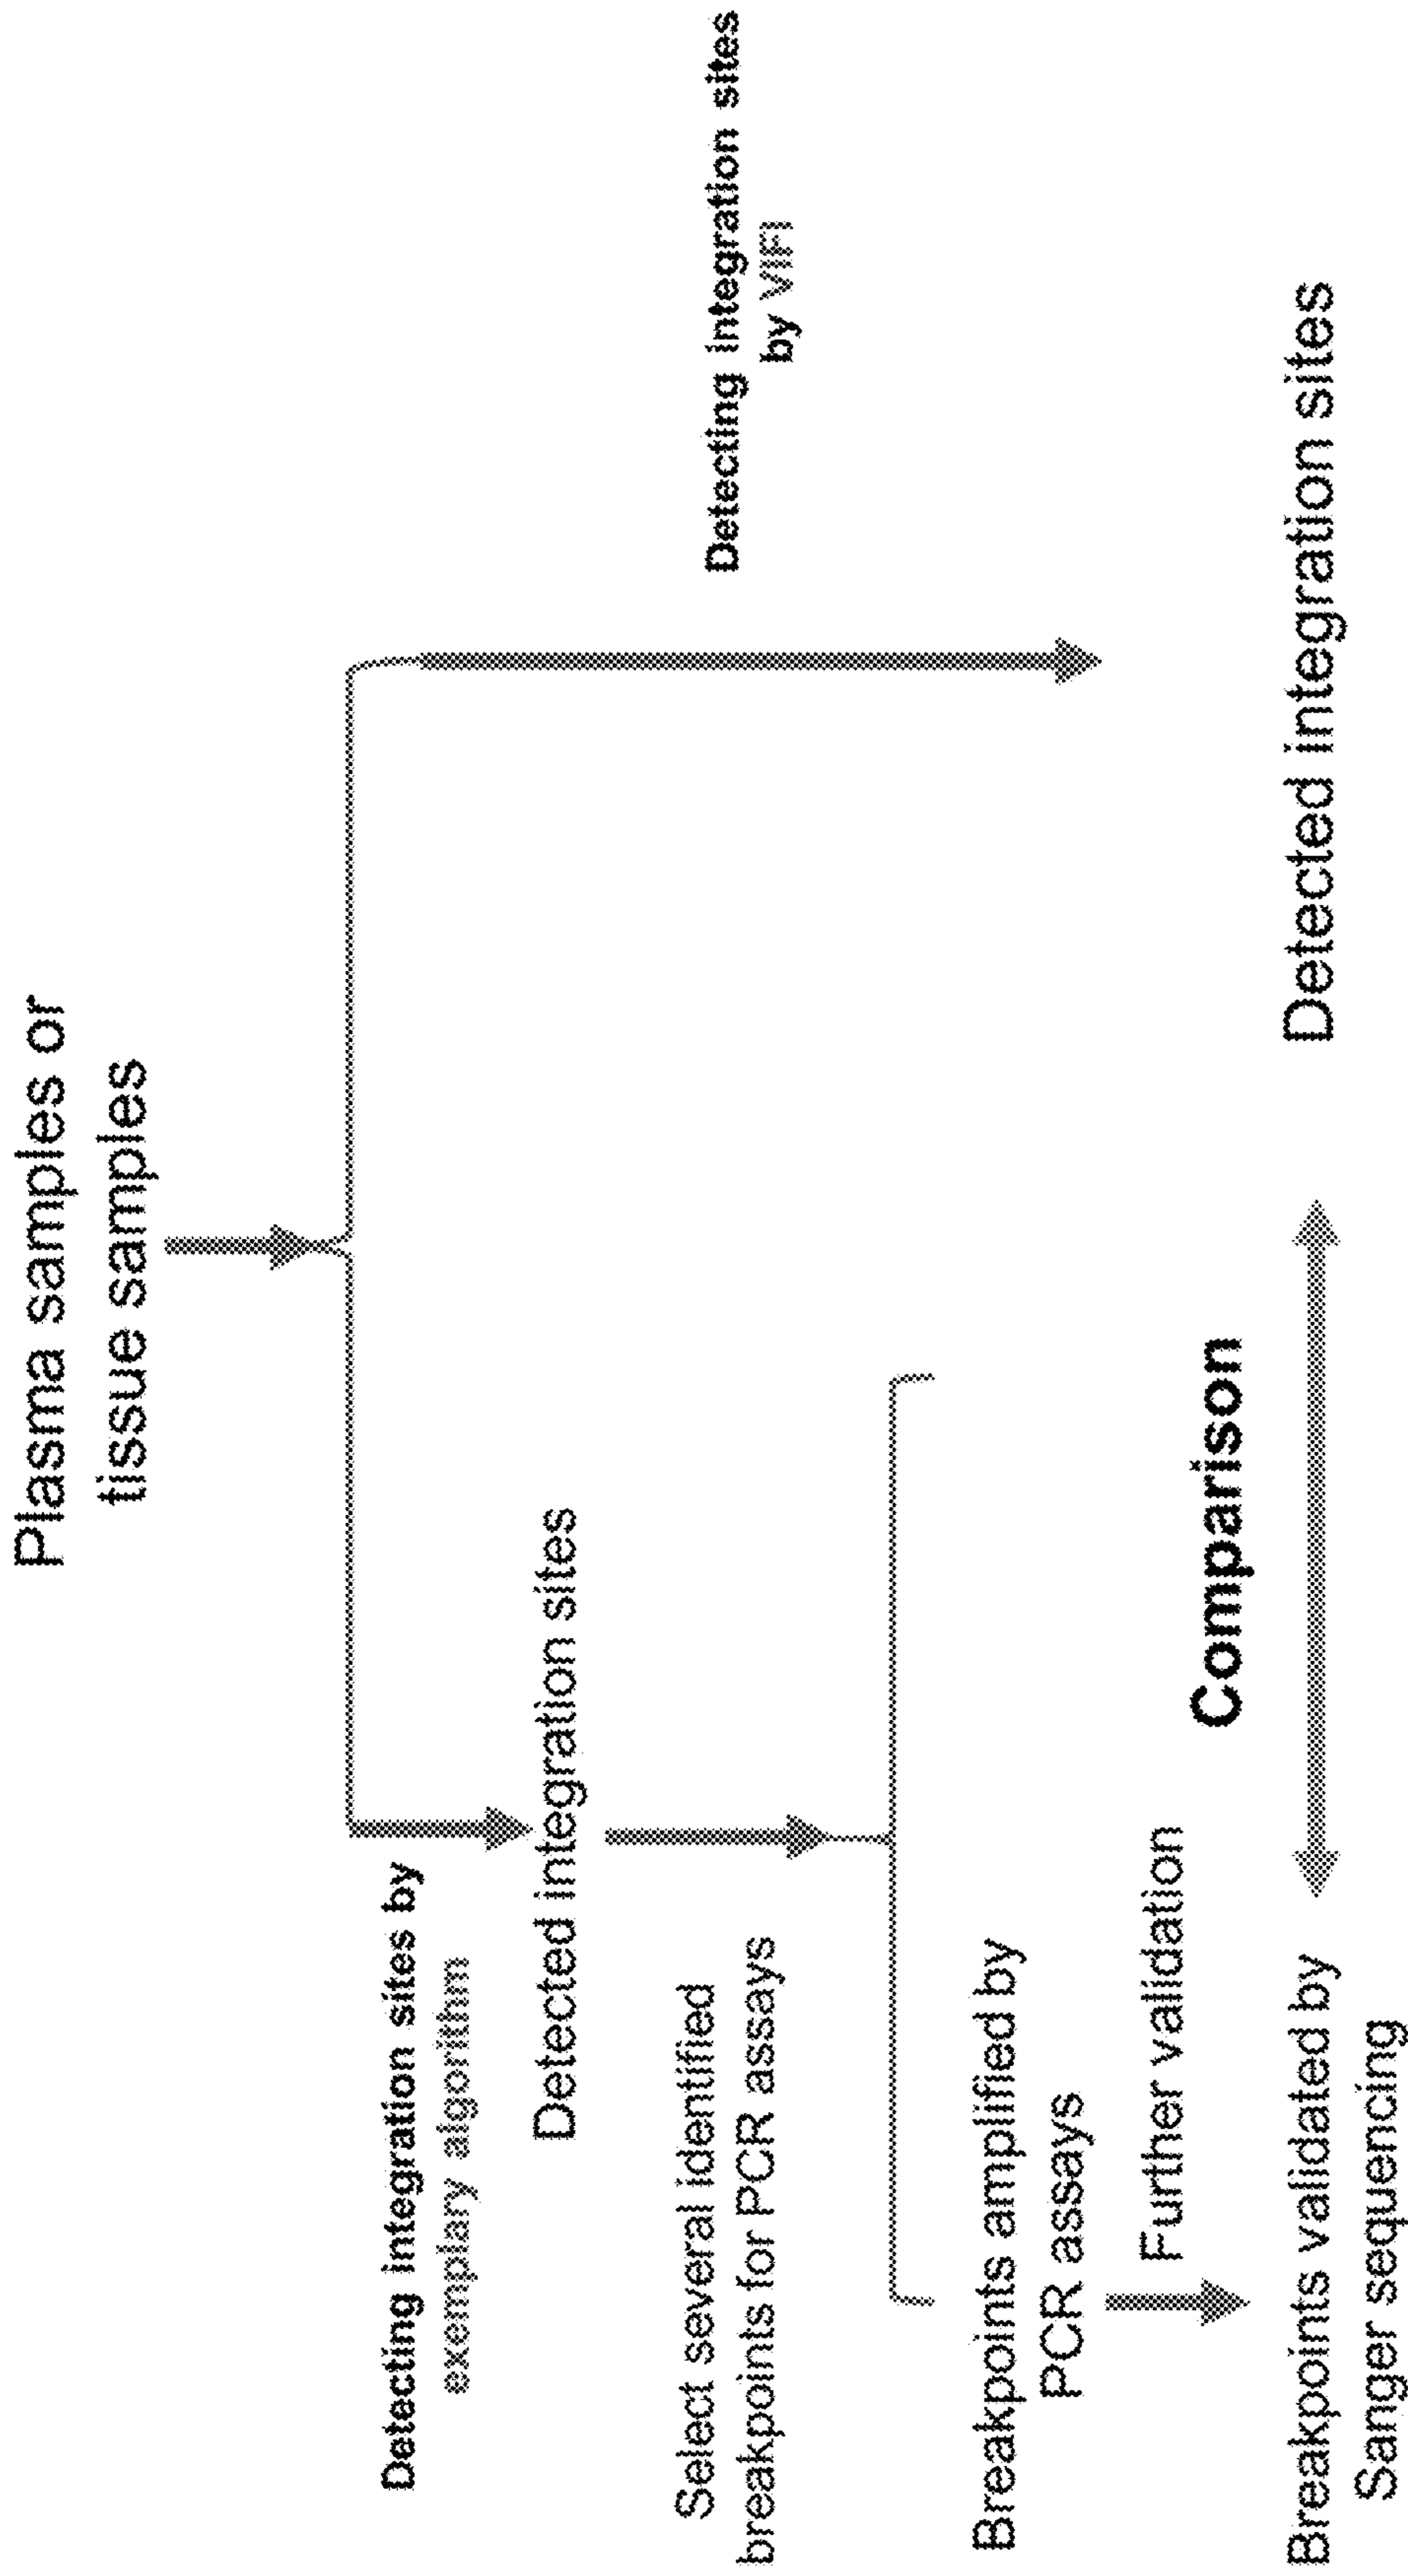 Plasma samples or
tissue samples
Detecting integration sites by
exemplary algorithm
Detected integration sites
Select several identified
breakpoints for PCR assays
Breakpoints amplified by
PCR assays
Further validation
Breakpoints validated by
Sanger sequencing
Comparison
Detecting integration sites
by VIFI
Detected integration sites